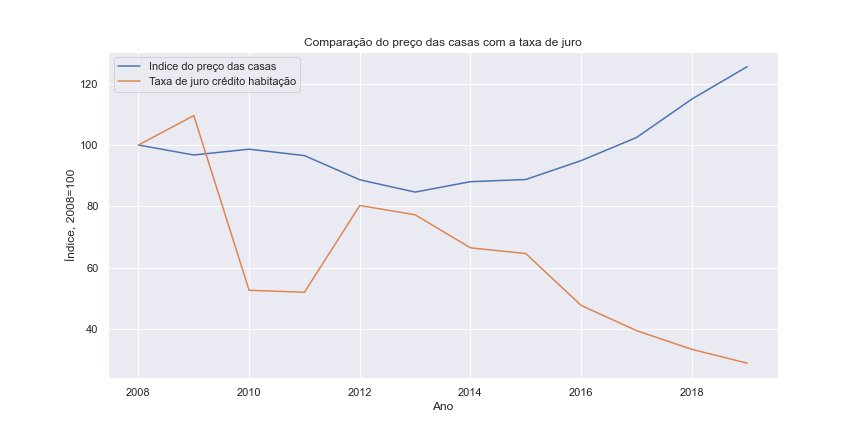 Comparação do preço das casas com a taxa de juro
Indice do preço das casas
Taxa de juro crédito habitação
120
100
80
60
40
Índice, 2008=100
2008 2010 2012 2014 2016 2018
Ano